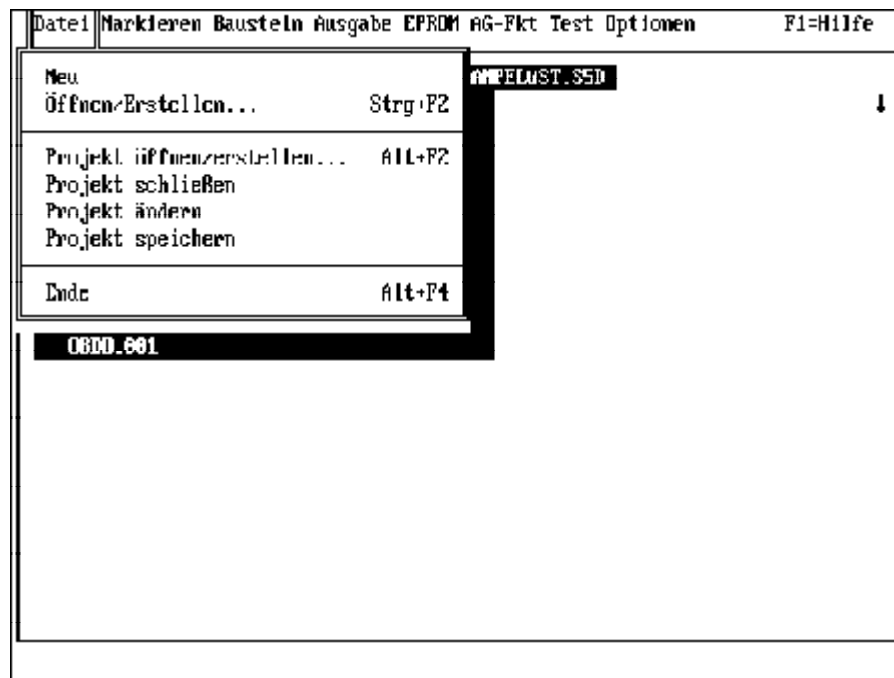 Datei Markieren Baustein Ausgabe EPROM AG-Fkt Test Optionen F1=Hilfe
AMPELWST.S5D
Neu
Öffnen/Erstellen... Strg+F2
Projekt öffnen/erstellen... Alt+F2
Projekt schließen
Projekt ändern
Projekt speichern
Ende Alt+F4
OBDD.001